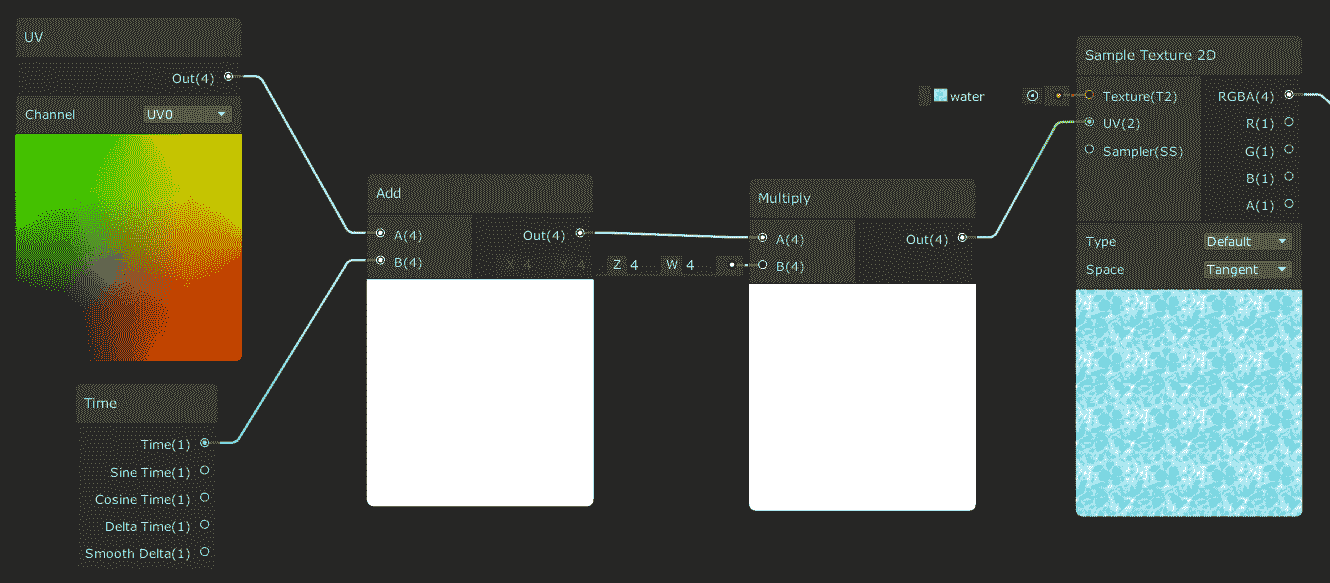 UV
Out(4)
Channel UV0
Time
Time(1)
Sine Time(1)
Cosine Time(1)
Delta Time(1)
Smooth Delta(1)
Add
A(4) Out(4)
B(4)
4 Y 4 Z 4 W 4
Multiply
A(4) Out(4)
B(4)
water
Sample Texture 2D
Texture(T2) RGBA(4)
UV(2) R(1)
Sampler(SS) G(1)
B(1)
A(1)
Type Default
Space Tangent